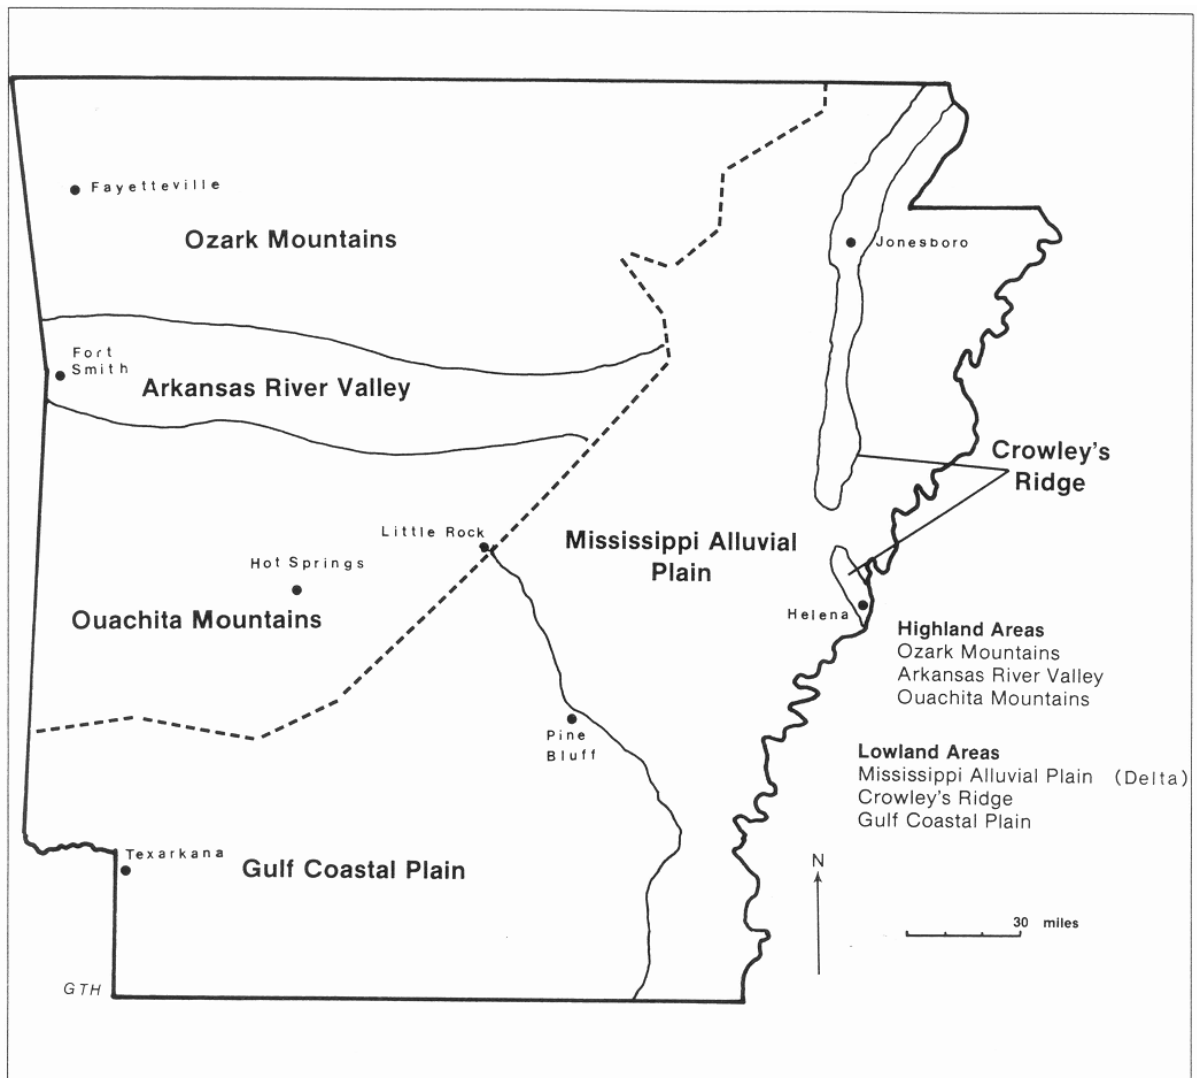 Fayetteville
Ozark Mountains
Jonesboro
Fort
Smith
Arkansas River Valley
Crowley's
Ridge
Little Rock
Mississippi Alluvial
Plain
Hot Springs
Ouachita Mountains
Helena
Highland Areas
Ozark Mountains
Arkansas River Valley
Ouachita Mountains
Pine
Bluff
Lowland Areas
Mississippi Alluvial Plain (Delta)
Crowley's Ridge
Gulf Coastal Plain
Texarkana
Gulf Coastal Plain
N
30 miles
GTH